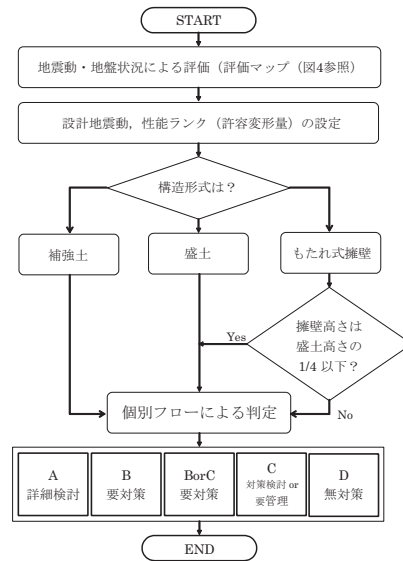 START
地震動・地盤状況による評価（評価マップ（図4参照）
設計地震動，性能ランク（許容変形量）の設定
構造形式は？
補強土
盛土
もたれ式擁壁
擁壁高さは
盛土高さの
1/4 以下？
Yes
No
個別フローによる判定
A
詳細検討
B
要対策
BorC
要対策
C
対策検討 or
要管理
D
無対策
END